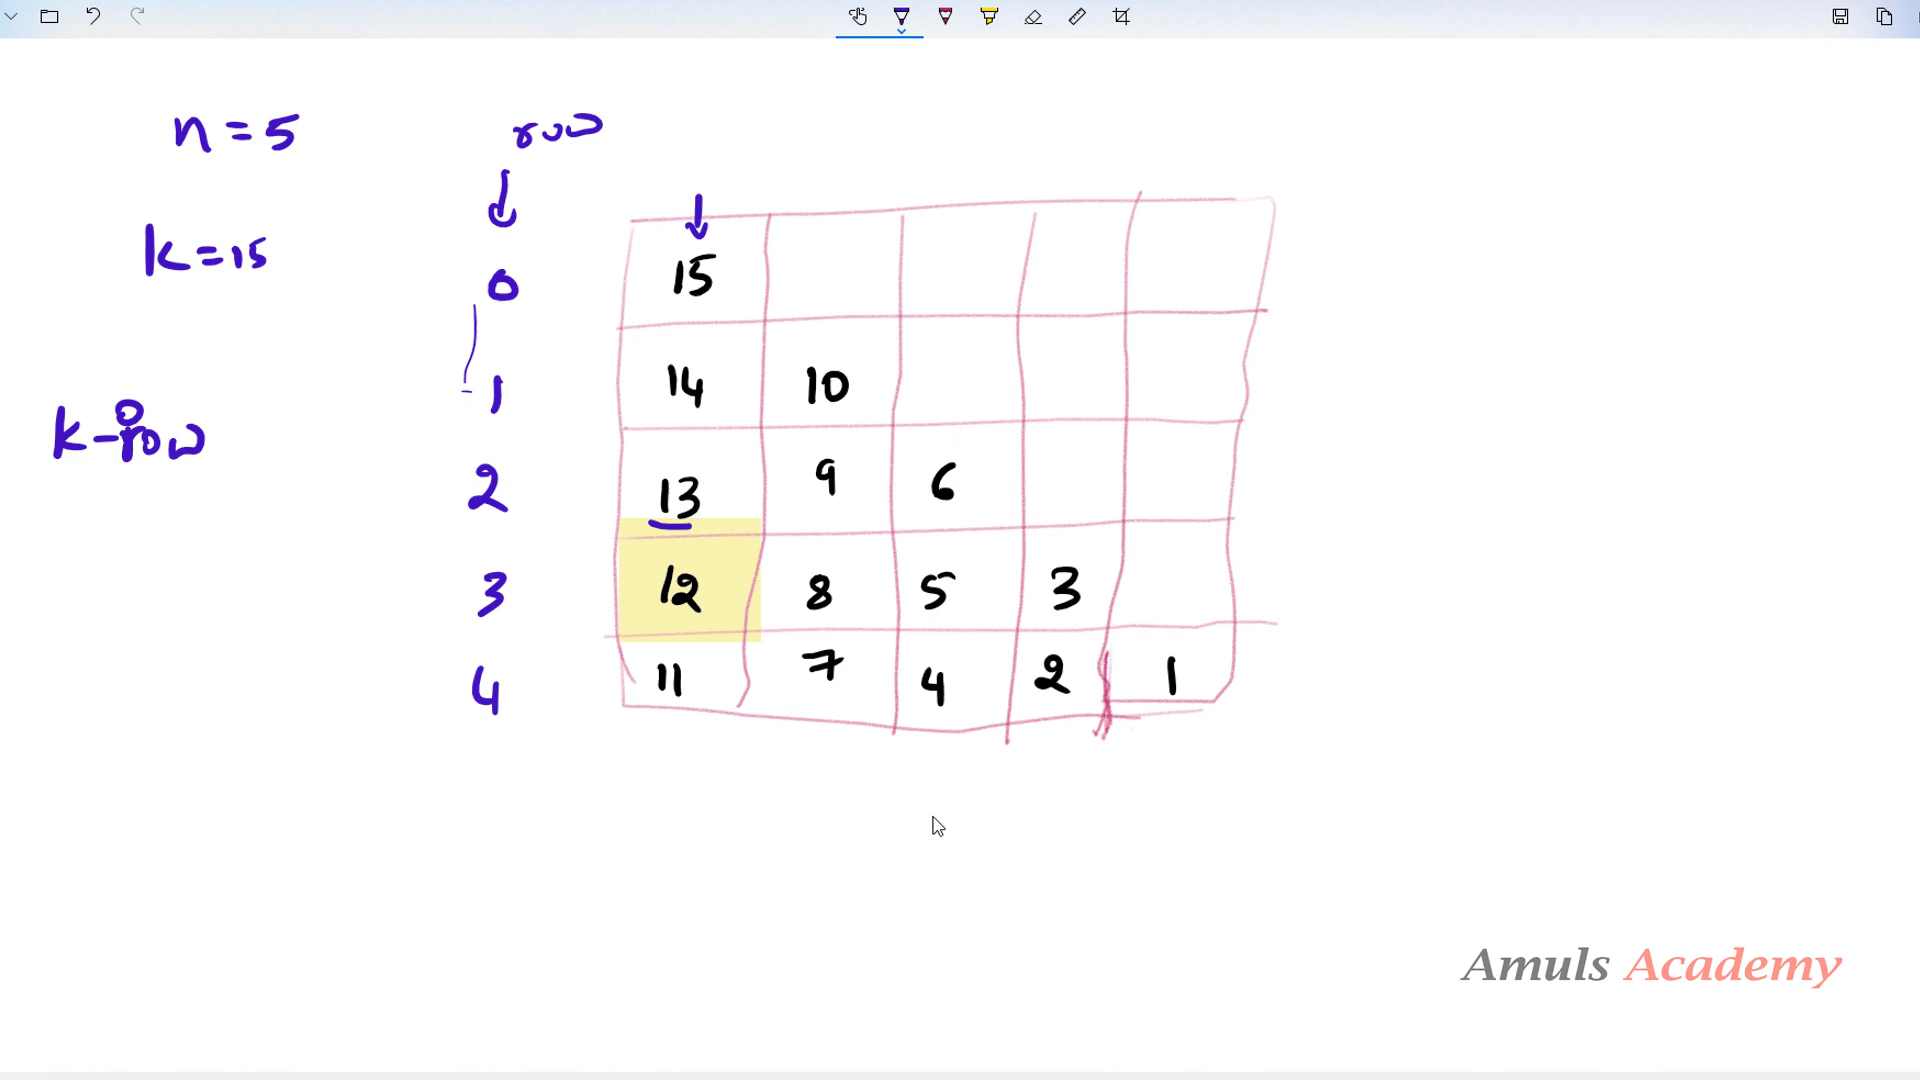 n = 5
row
k = 15
0
15
1
14 10
k - row
0
2
13 9 6
3
12 8 5 3
4
11 7 4 2 1
Amuls Academy